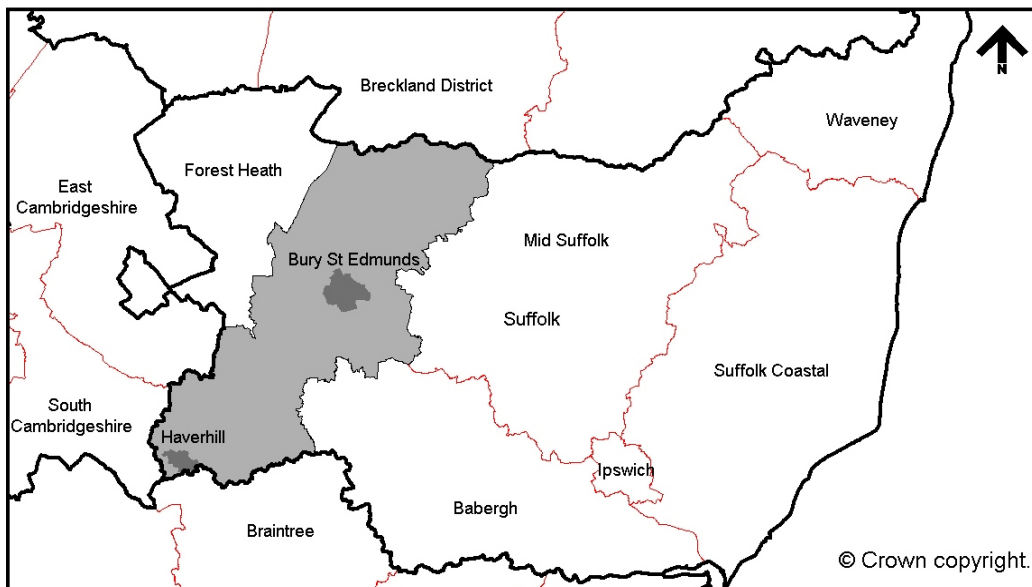 Breckland District
N
Waveney
Forest Heath
East
Cambridgeshire
Mid Suffolk
Bury St Edmunds
Suffolk
Suffolk Coastal
South
Cambridgeshire
Haverhill
Ipswich
Babergh
Braintree
© Crown copyright.